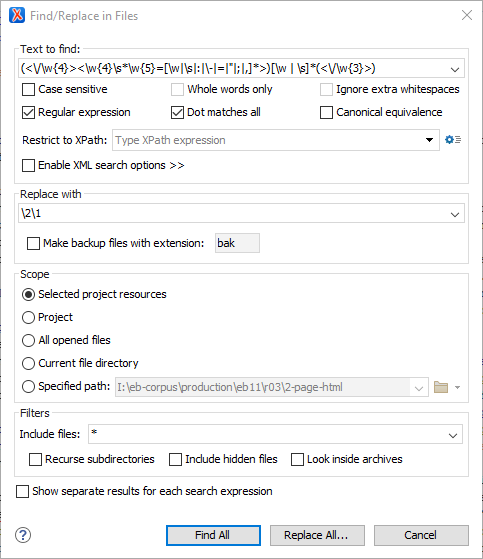 Find/Replace in Files
Text to find:
(<\/\w{4}><\w{4}\s*\w{5}=[\w|\s|:|\-|=|"|;|,]*>)[\w | \s]*(<\/\w{3}>)
Case sensitive Whole words only Ignore extra whitespaces
Regular expression Dot matches all Canonical equivalence
Restrict to XPath: Type XPath expression
Enable XML search options >>
Replace with
\2\1
Make backup files with extension: bak
Scope
Selected project resources
Project
All opened files
Current file directory
Specified path: I:\eb-corpus\production\eb11\r03\2-page-html
Filters
Include files: *
Recurse subdirectories Include hidden files Look inside archives
Show separate results for each search expression
? Find All Replace All... Cancel